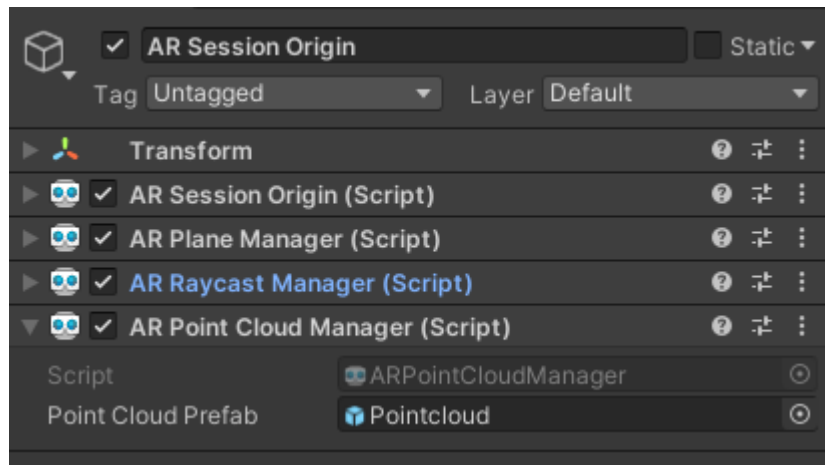 AR Session Origin Static
Tag Untagged Layer Default
Transform
AR Session Origin (Script)
AR Plane Manager (Script)
AR Raycast Manager (Script)
AR Point Cloud Manager (Script)
Script ARPointCloudManager
Point Cloud Prefab Pointcloud